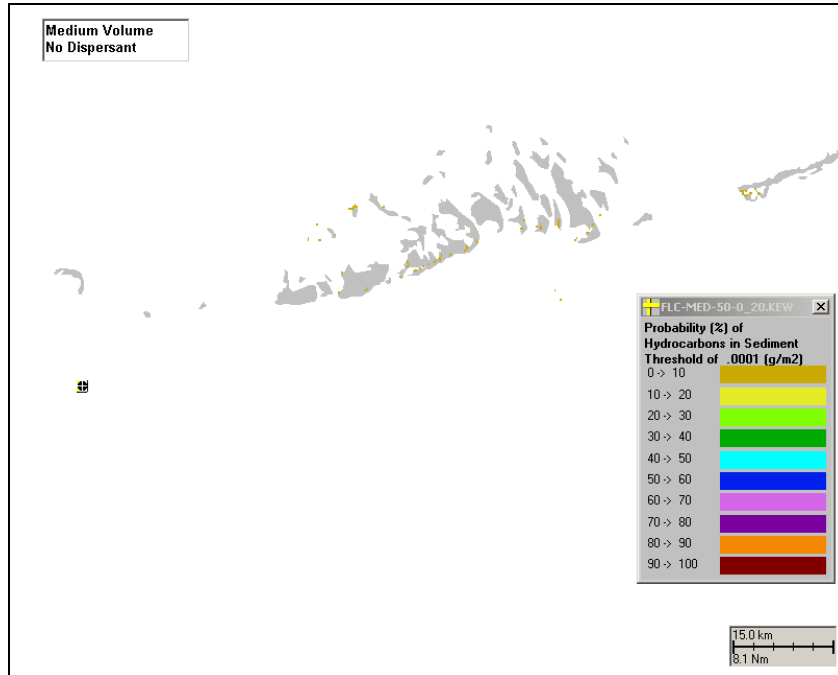 Medium Volume
No Dispersant
FLC-MED-50-0_20.KEW
Probability (%) of
Hydrocarbons in Sediment
Threshold of .0001 (g/m2)
0 -> 10
10 -> 20
20 -> 30
30 -> 40
40 -> 50
50 -> 60
60 -> 70
70 -> 80
80 -> 90
90 -> 100
15.0 km
8.1 Nm